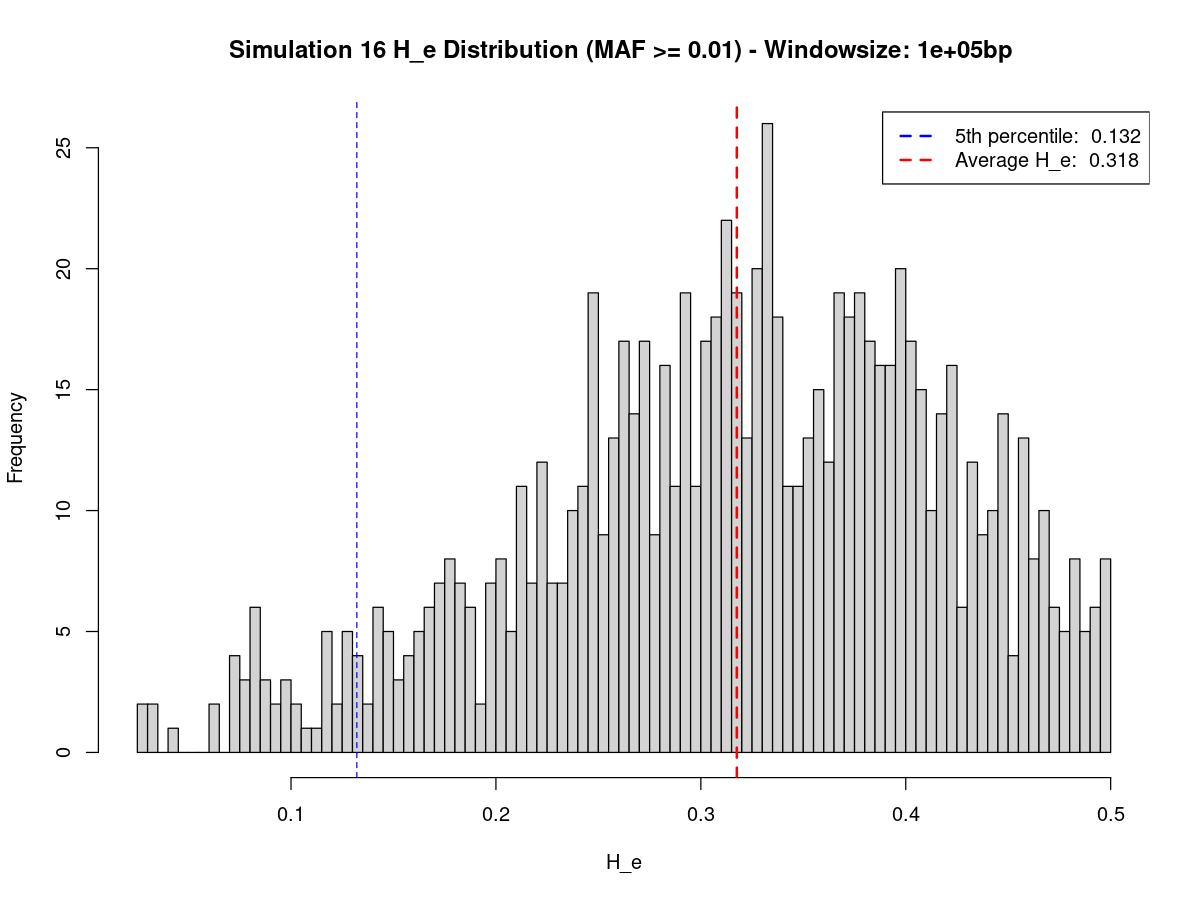 Simulation 16 H_e Distribution (MAF >= 0.01) - Windowsize: 1e+05bp
5th percentile:  0.132
Average H_e:  0.318
Frequency
25
20
15
10
5
0
0.1
0.2
0.3
0.4
0.5
H_e